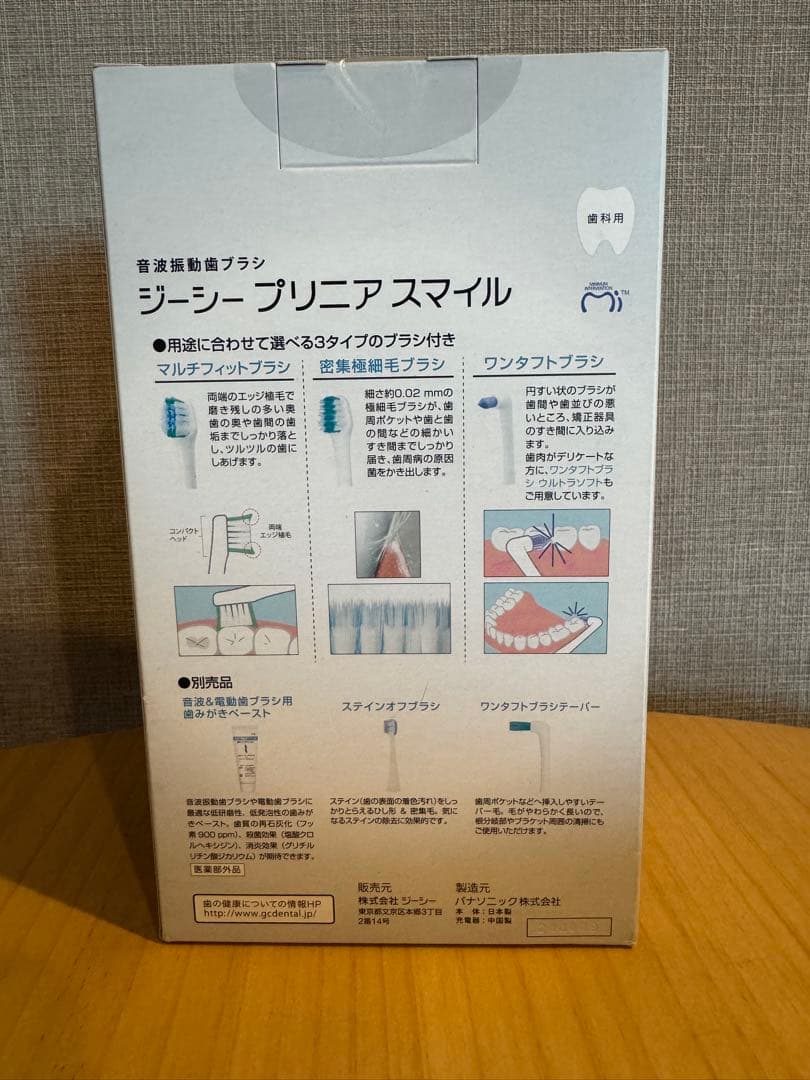 歯科用
音波振動歯ブラシ
ジーシー プリニア スマイル
MINIMUM
INTERVENTION
Mi™
●用途に合わせて選べる3タイプのブラシ付き
マルチフィットブラシ
両端のエッジ植毛で
磨き残しの多い奥
歯の奥や歯間の歯
垢までしっかり落と
し、ツルツルの歯に
しあげます。
コンパクト
ヘッド
両端
エッジ植毛
密集極細毛ブラシ
細さ約0.02 mmの
極細毛ブラシが、歯
周ポケットや歯と歯
の間などの細かい
すき間までしっかり
届き、歯周病の原因
菌をかき出します。
ワンタフトブラシ
円すい状のブラシが
歯間や歯並びの悪
いところ、矯正器具
のすき間に入り込み
ます。
歯肉がデリケートな
方に、ワンタフトブラ
シ ウルトラソフトも
ご用意しています。
●別売品
音波&電動歯ブラシ用
歯みがきペースト
音波振動歯ブラシや電動歯ブラシに
最適な低研磨性、低発泡性の歯みが
きペースト。歯質の再石灰化（フッ
素 900 ppm）、殺菌効果（塩酸クロ
ルヘキシジン）、消炎効果（グリチル
リチン酸ジカリウム）が期待できます。
医薬部外品
ステインオフブラシ
ステイン（歯の表面の着色汚れ）をしっ
かりとらえるひし形 & 密集毛。気に
なるステインの除去に効果的です。
ワンタフトブラシテーパー
歯周ポケットなどへ挿入しやすいテー
パー毛。毛がやわらかく長いので、
根分岐部やブラケット周囲の清掃にも
ご使用いただけます。
歯の健康についての情報HP
http://www.gcdental.jp/
販売元
株式会社 ジーシー
東京都文京区本郷3丁目
2番14号
製造元
パナソニック株式会社
本 体：日本製
充電器：中国製